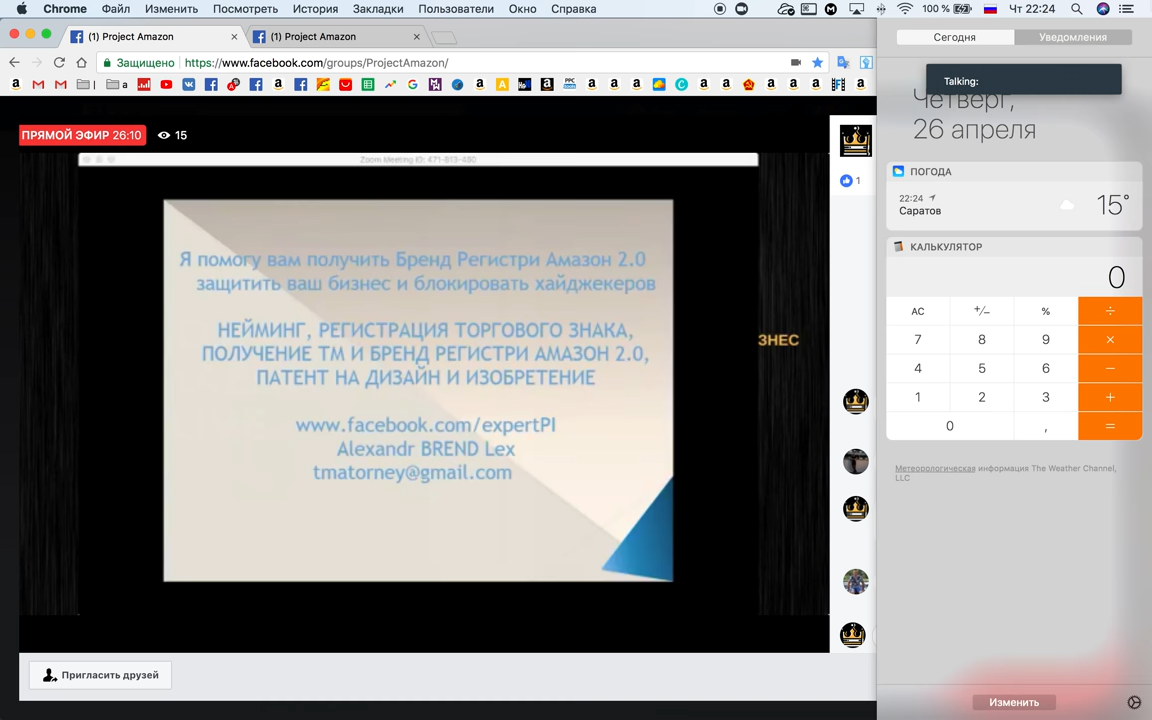 Chrome Файл Изменить Посмотреть История Закладки Пользователи Окно Справка 100 % Чт 22:24
(1) Project Amazon
(1) Project Amazon
Защищено https://www.facebook.com/groups/ProjectAmazon/
a
ПРЯМОЙ ЭФИР 26:10 15
Zoom Meeting ID: 471-813-480
Я помогу вам получить Бренд Регистри Амазон 2.0
защитить ваш бизнес и блокировать хайджекеров
НЕЙМИНГ, РЕГИСТРАЦИЯ ТОРГОВОГО ЗНАКА,
ПОЛУЧЕНИЕ ТМ И БРЕНД РЕГИСТРИ АМАЗОН 2.0,
ПАТЕНТ НА ДИЗАЙН И ИЗОБРЕТЕНИЕ
www.facebook.com/expertPI
Alexandr BREND Lex
tmatorney@gmail.com
ЗНЕС
1
Пригласить друзей
Сегодня Уведомления
Talking:
Четверг,
26 апреля
ПОГОДА
22:24
Саратов
15°
КАЛЬКУЛЯТОР
0
AC +/− % ÷
7 8 9 ×
4 5 6 −
1 2 3 +
0 , =
Метеорологическая информация The Weather Channel,
LLC
Изменить